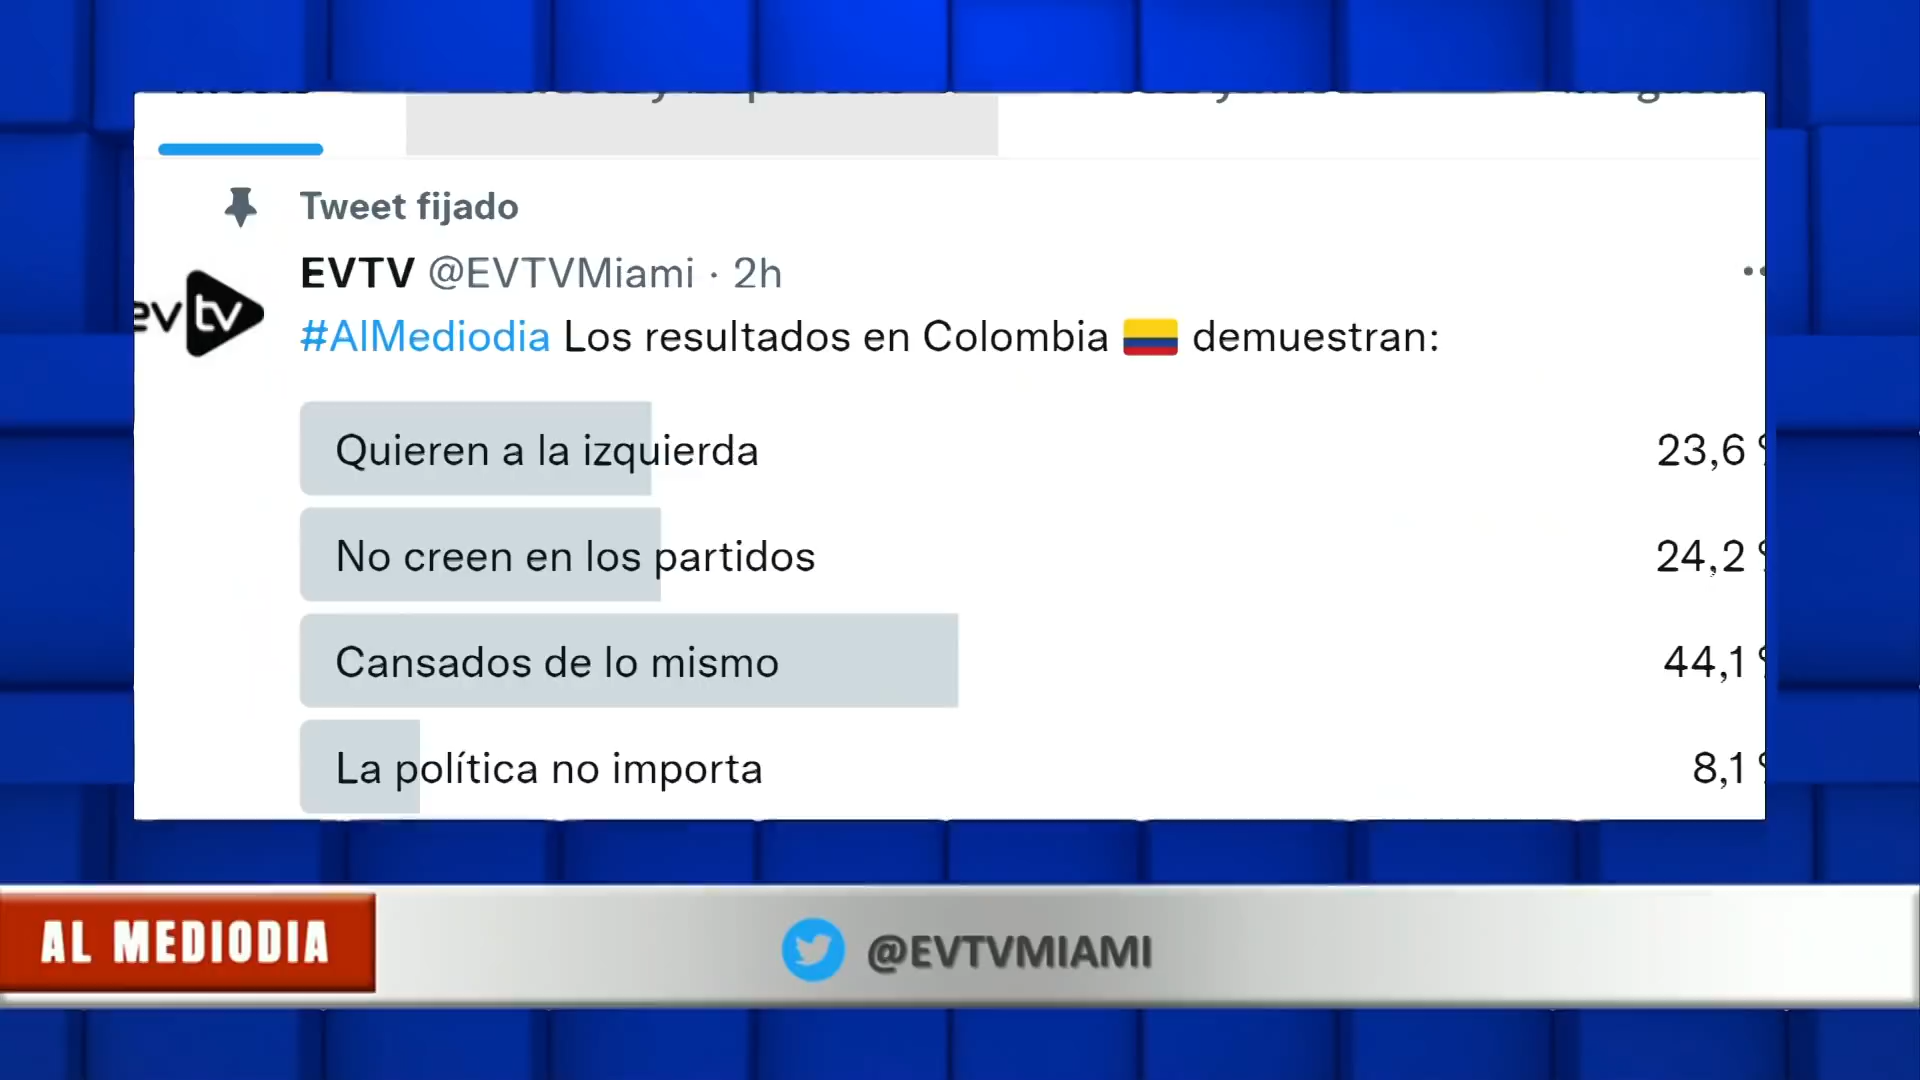 Tweet fijado
EVTV @EVTVMiami · 2h
evtv
#AlMediodia Los resultados en Colombia 🇨🇴 demuestran:
Quieren a la izquierda 23,6 %
No creen en los partidos 24,2 %
Cansados de lo mismo 44,1 %
La política no importa 8,1 %
AL MEDIODIA
@EVTVMIAMI